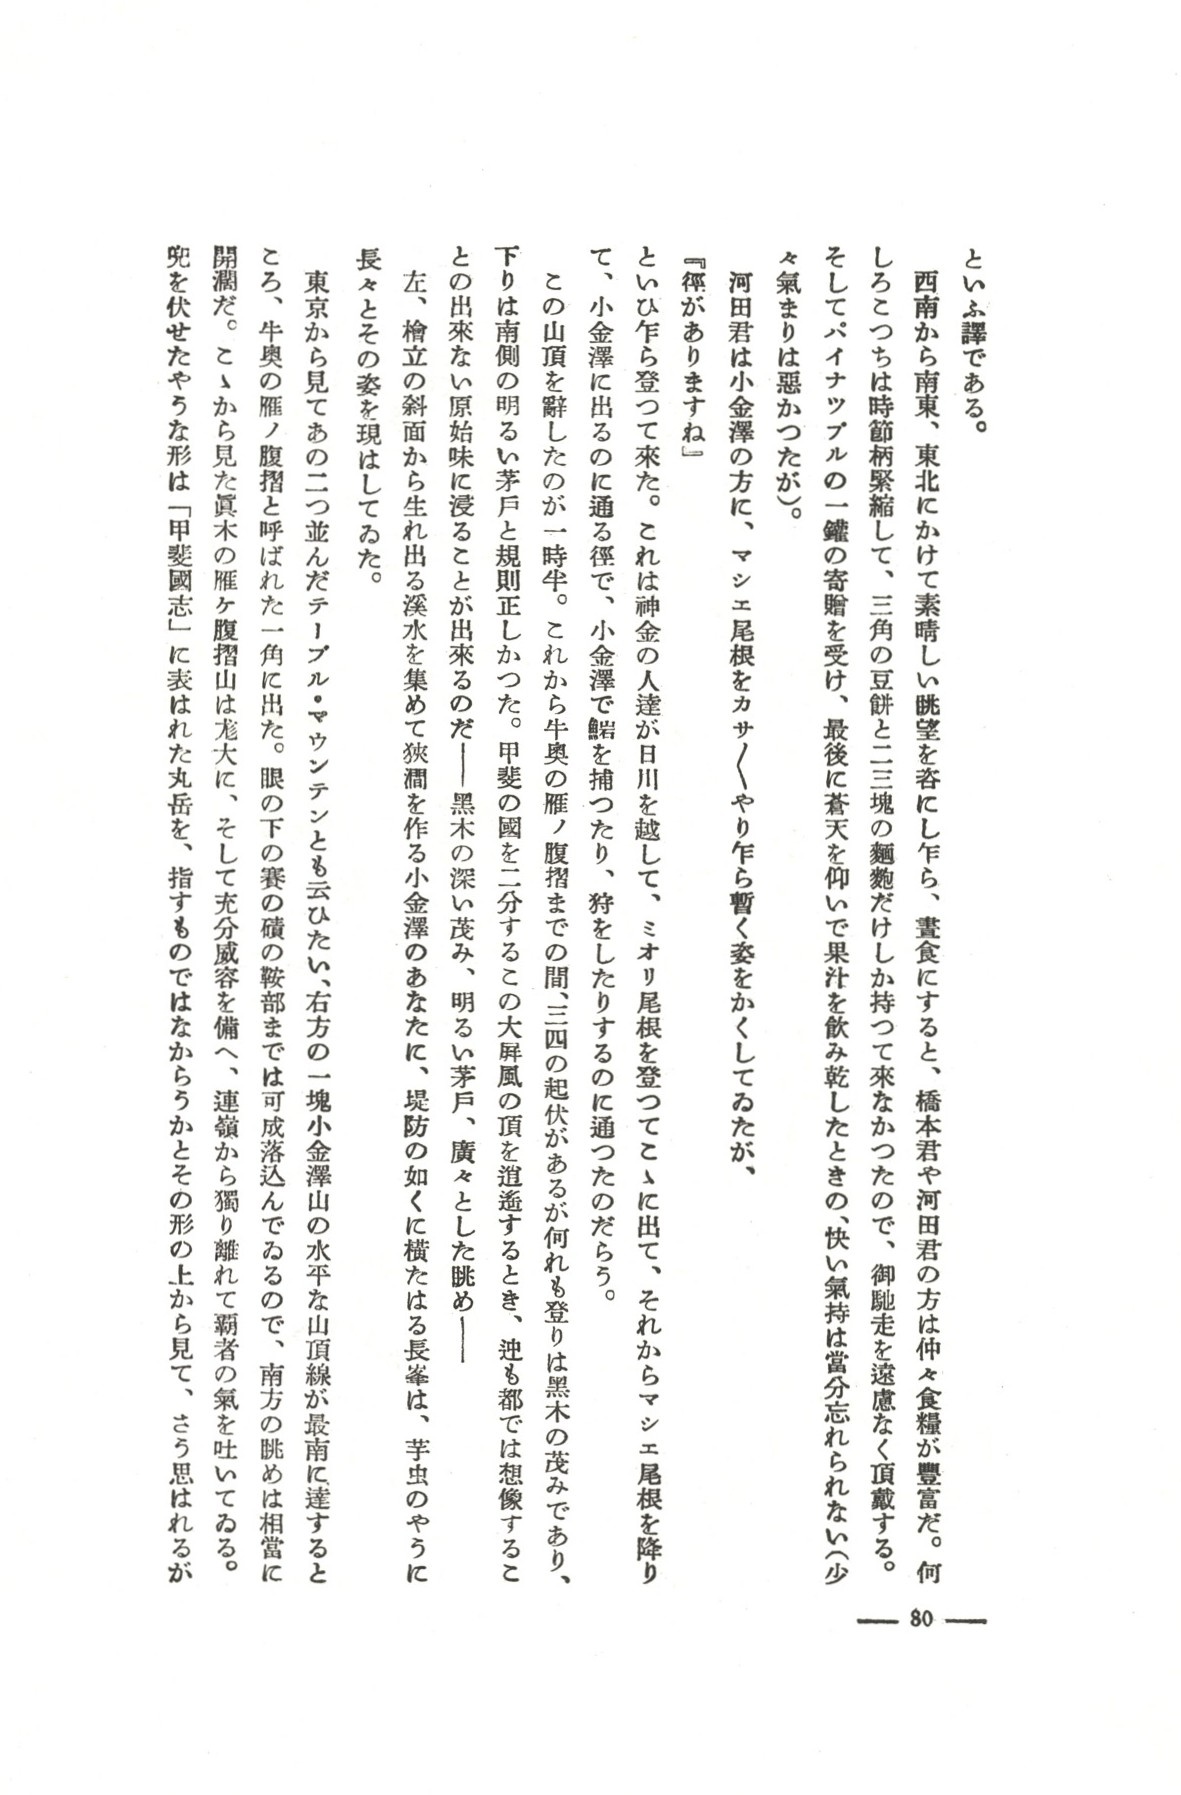 といふ譯である。
西南から南東、東北にかけて素晴しい眺望を肴にし乍ら、晝食にすると、橋本君や河田君の方は仲々食糧が豐富だ。何
しろこつちは時節柄緊縮して、三角の豆餅と二三塊の麵麭だけしか持つて來なかつたので、御馳走を遠慮なく頂戴する。
そしてパイナツプルの一鑵の寄贈を受け、最後に蒼天を仰いで果汁を飲み乾したときの、快い氣持は當分忘れられない（少
々氣まりは惡かつたが）。
河田君は小金澤の方に、マシエ尾根をカサ〱やり乍ら暫く姿をかくしてゐたが、
『徑がありますね』
といひ乍ら登つて來た。これは神金の人達が日川を越して、ミオリ尾根を登つてこゝに出て、それからマシエ尾根を降り
て、小金澤に出るのに通る徑で、小金澤で鮨を捕つたり、狩をしたりするのに通つたのだらう。
この山頂を辭したのが一時半。これから牛奥の雁ノ腹摺までの間、三四の起伏があるが何れも登りは黑木の茂みであり、
下りは南側の明るい茅戸と規則正しかつた。甲斐の國を二分するこの大屏風の頂を逍遙するとき、迚も都では想像するこ
との出來ない原始味に浸ることが出來るのだ――黑木の深い茂み、明るい茅戸、廣々とした眺め――
左、檜立の斜面から生れ出る溪水を集めて狹澗を作る小金澤のあなたに、堤防の如くに横たはる長峯は、芋虫のやうに
長々とその姿を現はしてゐた。
東京から見てあの二つ並んだテーブル・マウンテンとも云ひたい、右方の一塊小金澤山の水平な山頂線が最南に達すると
ころ、牛奥の雁ノ腹摺と呼ばれた一角に出た。眼の下の賽の磧の鞍部までは可成落込んでゐるので、南方の眺めは相當に
開濶だ。こゝから見た眞木の雁ケ腹摺山は尨大に、そして充分威容を備へ、連嶺から獨り離れて覇者の氣を吐いてゐる。
兜を伏せたやうな形は「甲斐國志」に表はれた丸岳を、指すものではなからうかとその形の上から見て、さう思はれるが
― 80 ―